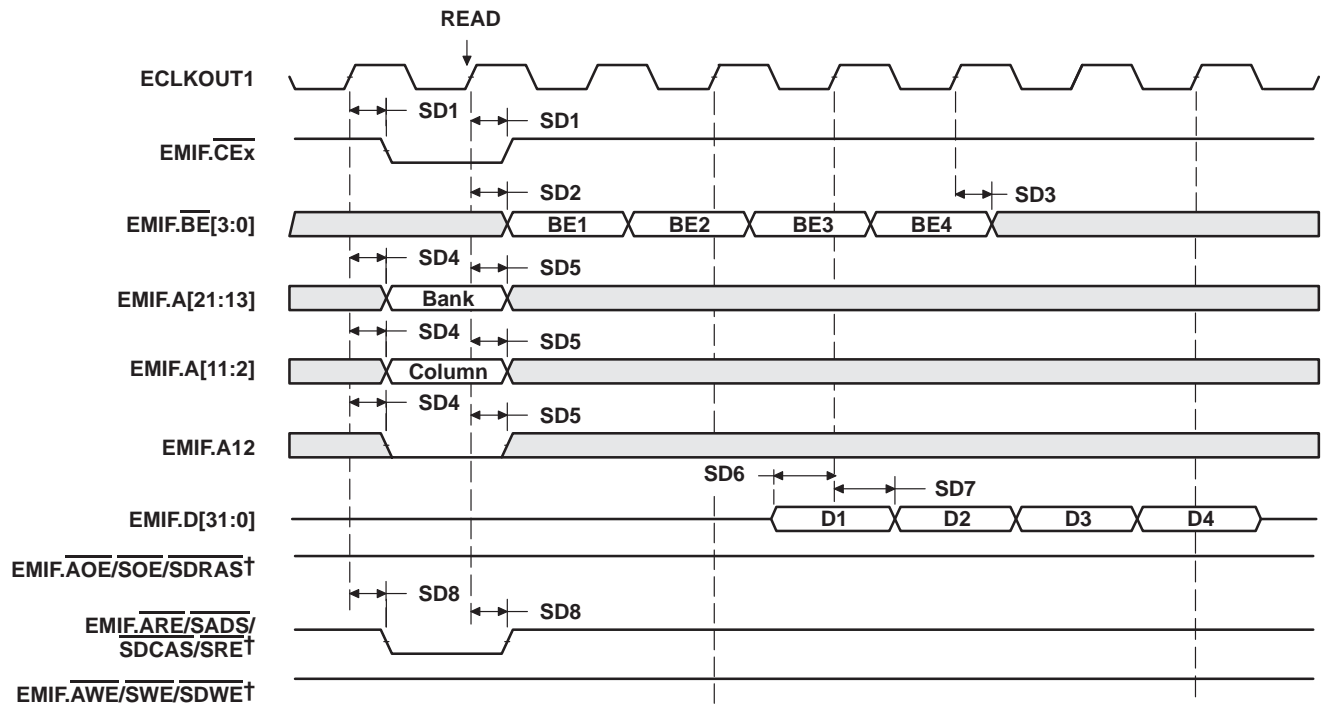 READ
ECLKOUT1
SD1
SD1
EMIF.CEx
SD2
SD3
EMIF.BE[3:0]
BE1 BE2 BE3 BE4
SD4
SD5
EMIF.A[21:13]
Bank
SD4
SD5
EMIF.A[11:2]
Column
SD4
SD5
EMIF.A12
SD6
SD7
EMIF.D[31:0]
D1 D2 D3 D4
EMIF.AOE/SOE/SDRAS†
SD8
SD8
EMIF.ARE/SADS/
SDCAS/SRE†
EMIF.AWE/SWE/SDWE†